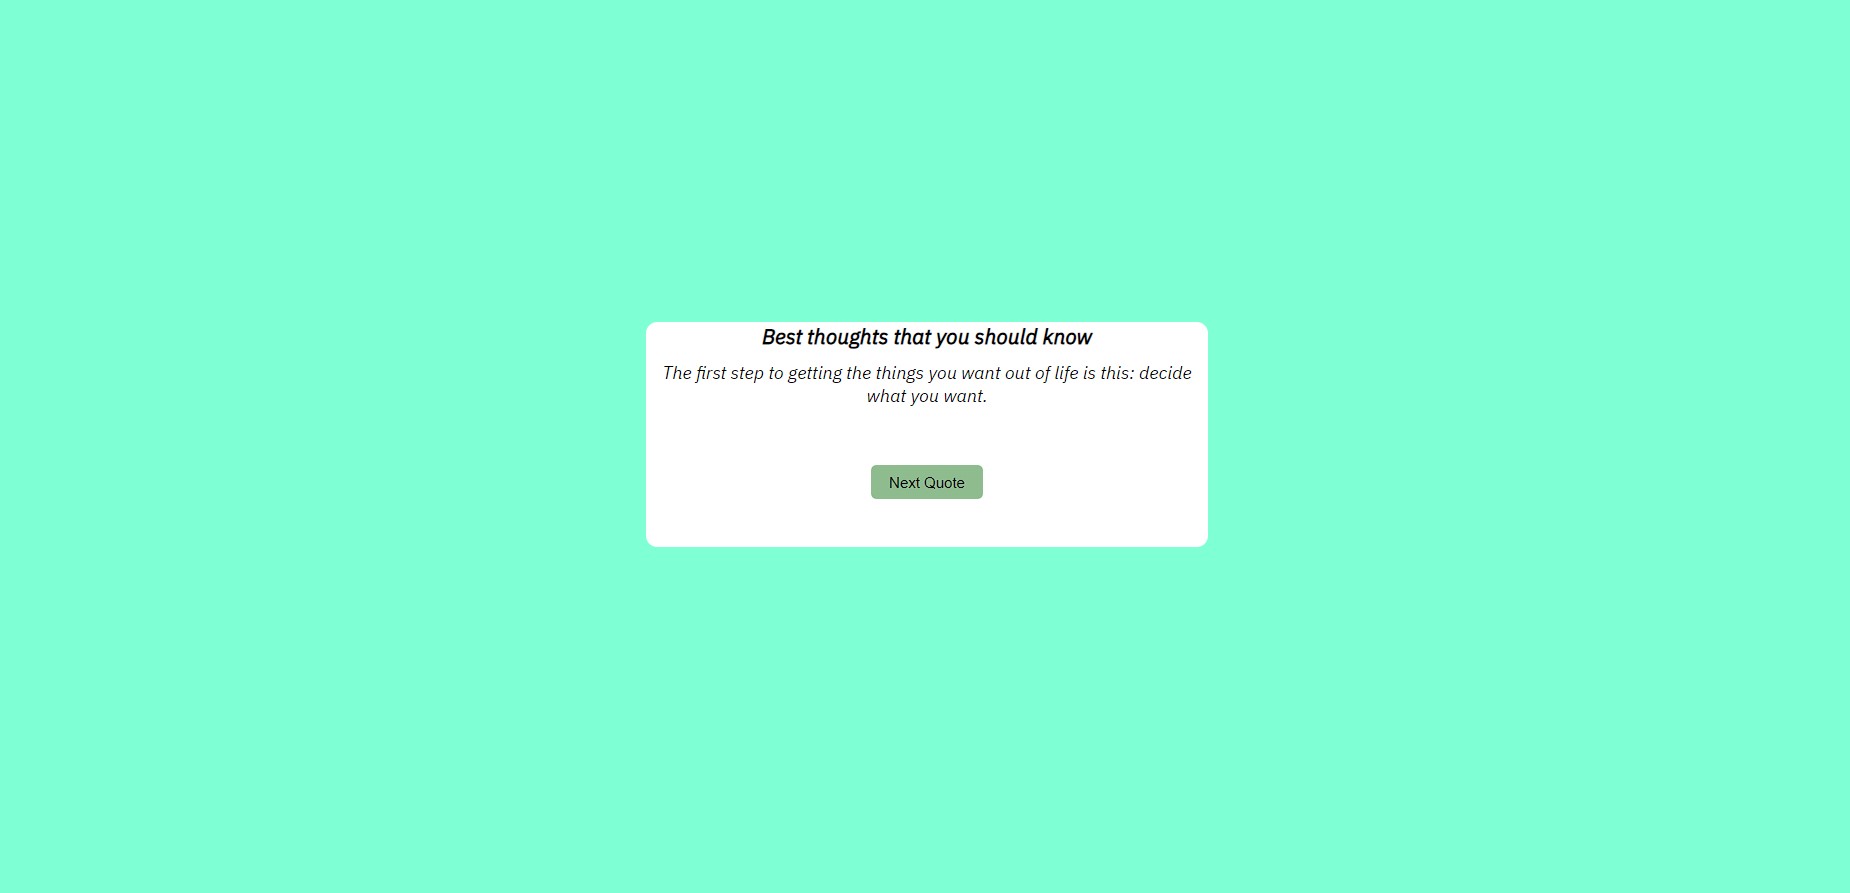 Best thoughts that you should know
The first step to getting the things you want out of life is this: decide
what you want.
Next Quote